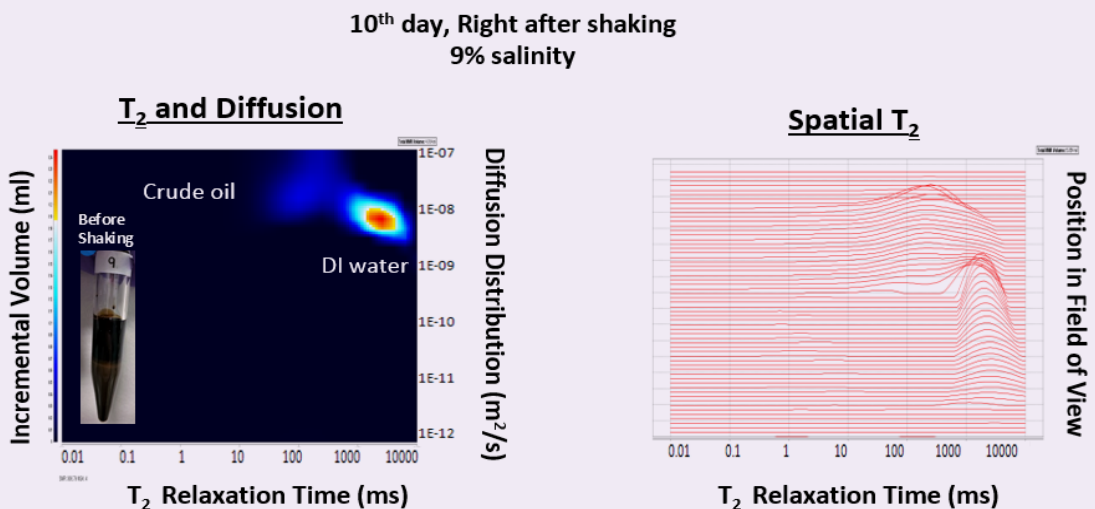 10th day, Right after shaking
9% salinity
T2 and Diffusion
Spatial T2
Incremental Volume (ml)
Crude oil
DI water
Before
Shaking
9
1E-07
1E-08
1E-09
1E-10
1E-11
1E-12
Diffusion Distribution (m²/s)
0.01 0.1 1 10 100 1000 10000
T2 Relaxation Time (ms)
Position in Field of View
0.01 0.1 1 10 100 1000 10000
T2 Relaxation Time (ms)